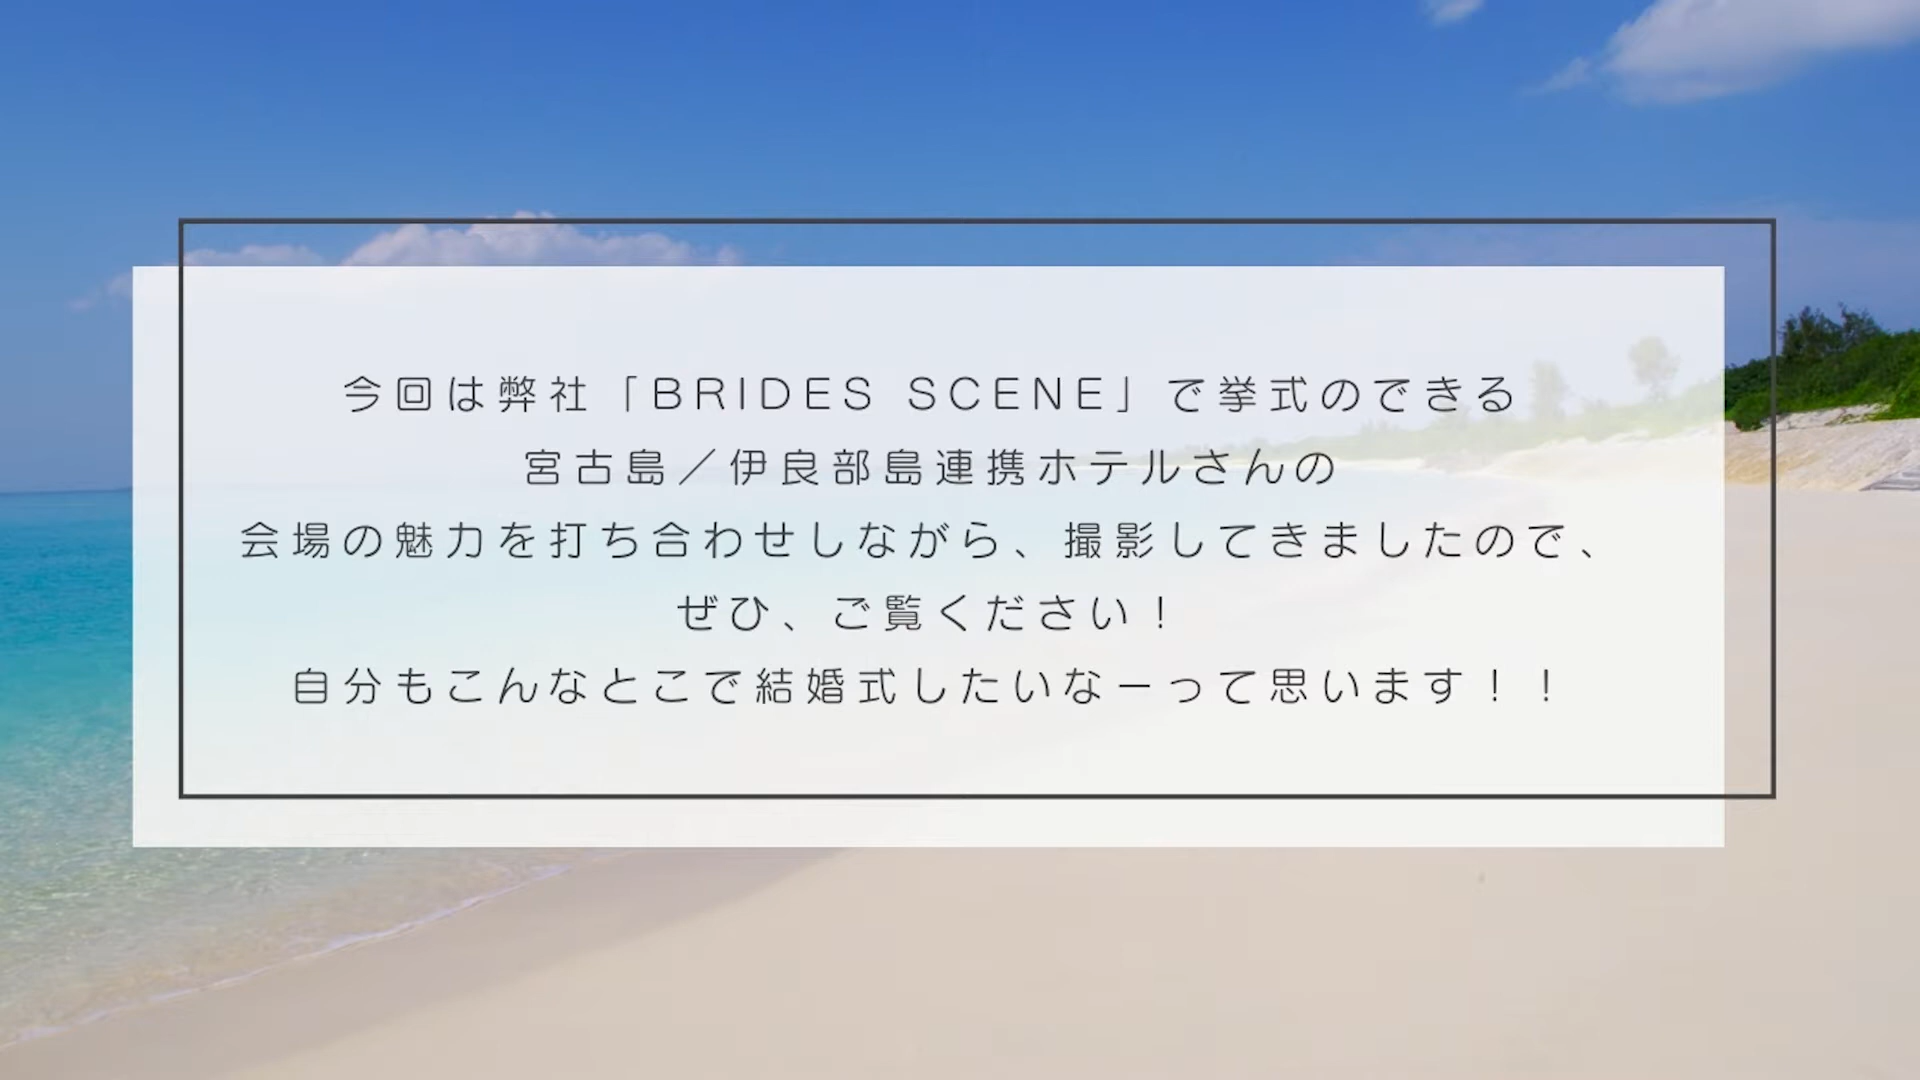 今回は弊社「BRIDES SCENE」で挙式のできる
宮古島／伊良部島連携ホテルさんの
会場の魅力を打ち合わせしながら、撮影してきましたので、
ぜひ、ご覧ください！
自分もこんなとこで結婚式したいなーって思います！！